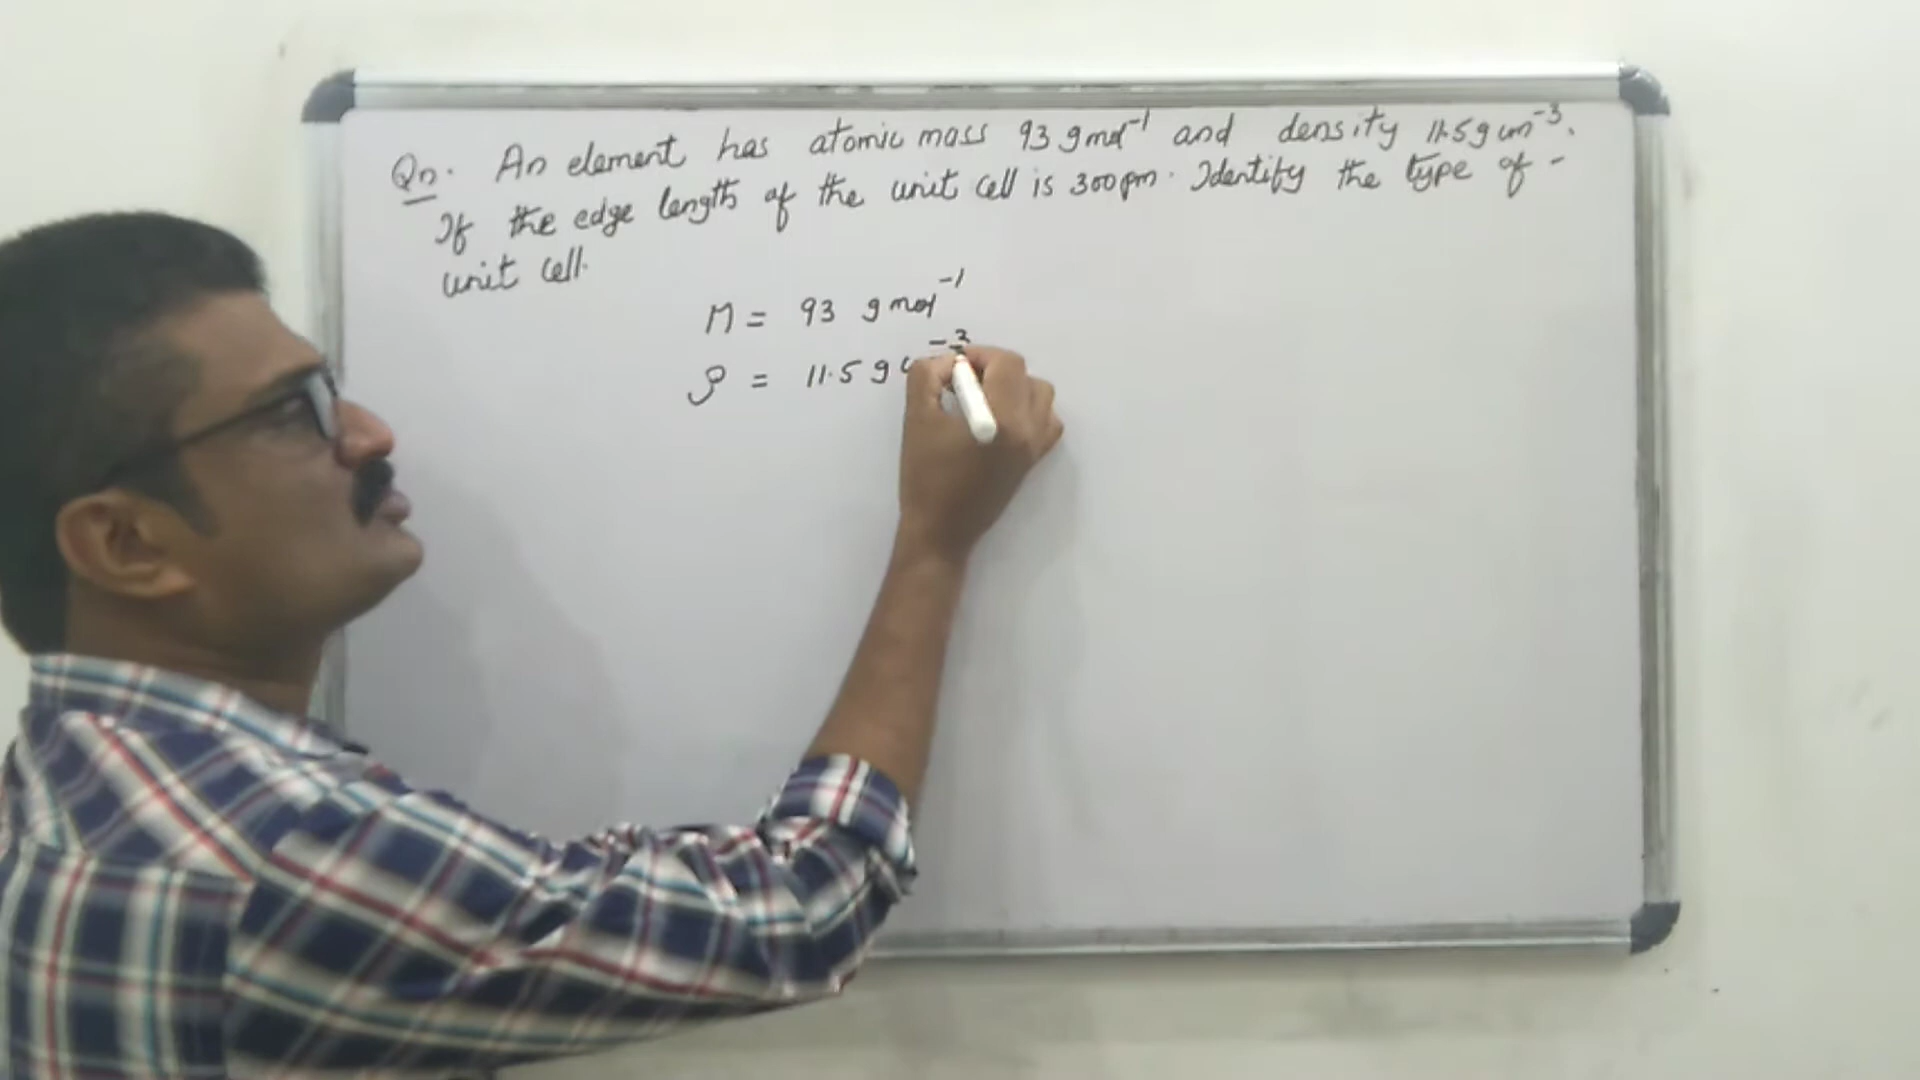 Qn. An element has atomic mass 93 g mol⁻¹ and density 11.5 g cm⁻³.
If the edge length of the unit cell is 300 pm. Identify the type of -
unit cell.
M = 93 g mol⁻¹
ρ = 11.5 g c⁻³